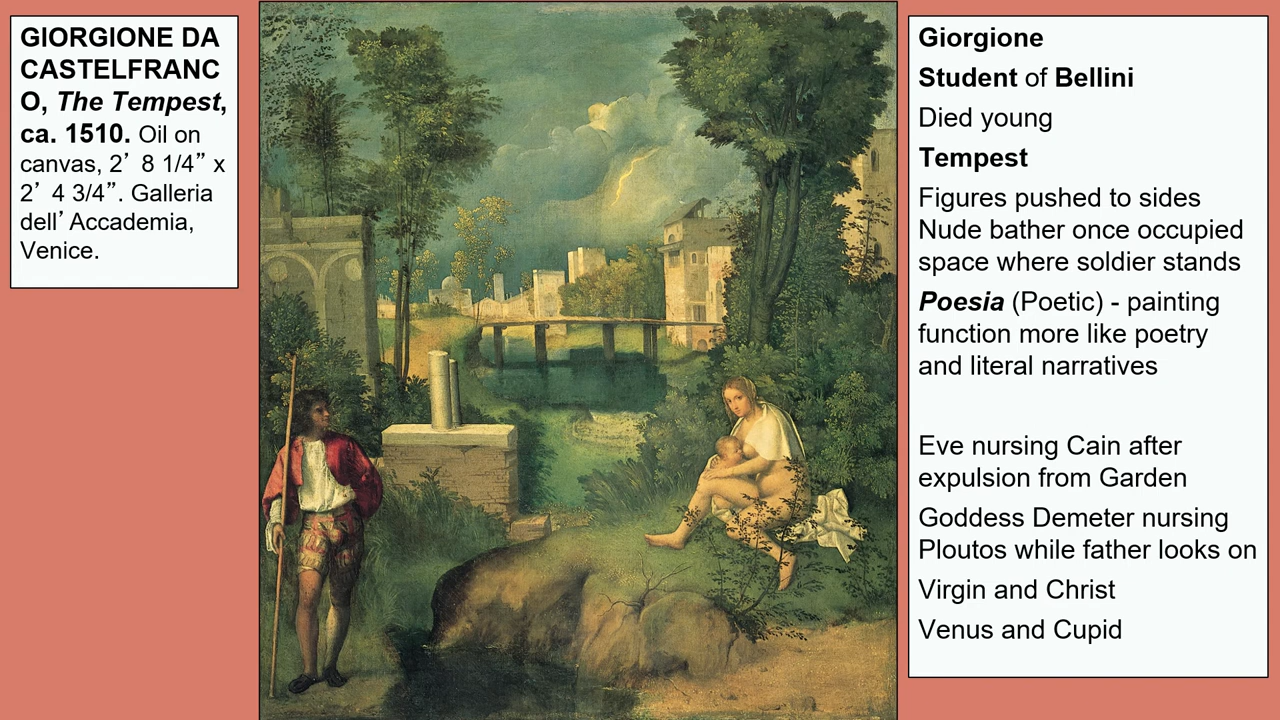 GIORGIONE DA
CASTELFRANC
O, The Tempest,
ca. 1510. Oil on
canvas, 2’ 8 1/4” x
2’ 4 3/4”. Galleria
dell’ Accademia,
Venice.
Giorgione
Student of Bellini
Died young
Tempest
Figures pushed to sides
Nude bather once occupied
space where soldier stands
Poesia (Poetic) - painting
function more like poetry
and literal narratives
Eve nursing Cain after
expulsion from Garden
Goddess Demeter nursing
Ploutos while father looks on
Virgin and Christ
Venus and Cupid